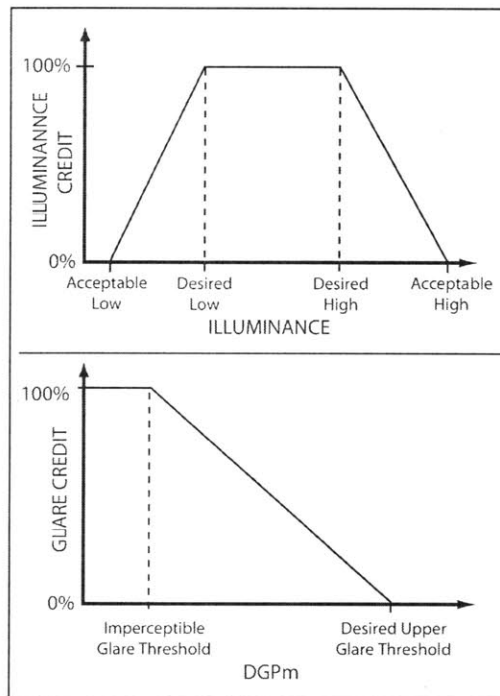 100%
ILLUMINANNCE
CREDIT
0%
Acceptable
Low
Desired
Low
Desired
High
Acceptable
High
ILLUMINANCE
100%
GLARE CREDIT
0%
Imperceptible
Glare Threshold
Desired Upper
Glare Threshold
DGPm